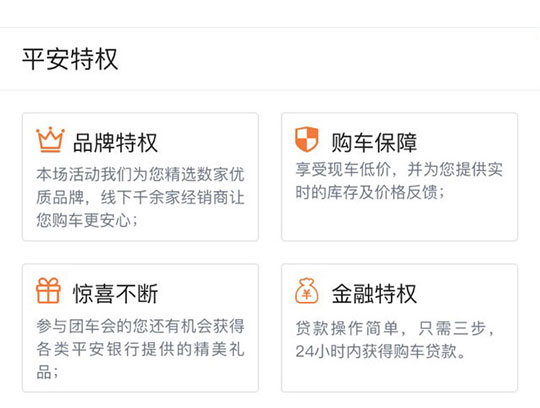 平安特权
品牌特权
本场活动我们为您精选数家优
质品牌，线下千余家经销商让
您购车更安心；
购车保障
享受现车低价，并为您提供实
时的库存及价格反馈；
惊喜不断
参与团车会的您还有机会获得
各类平安银行提供的精美礼
品；
金融特权
贷款操作简单，只需三步，
24小时内获得购车贷款。